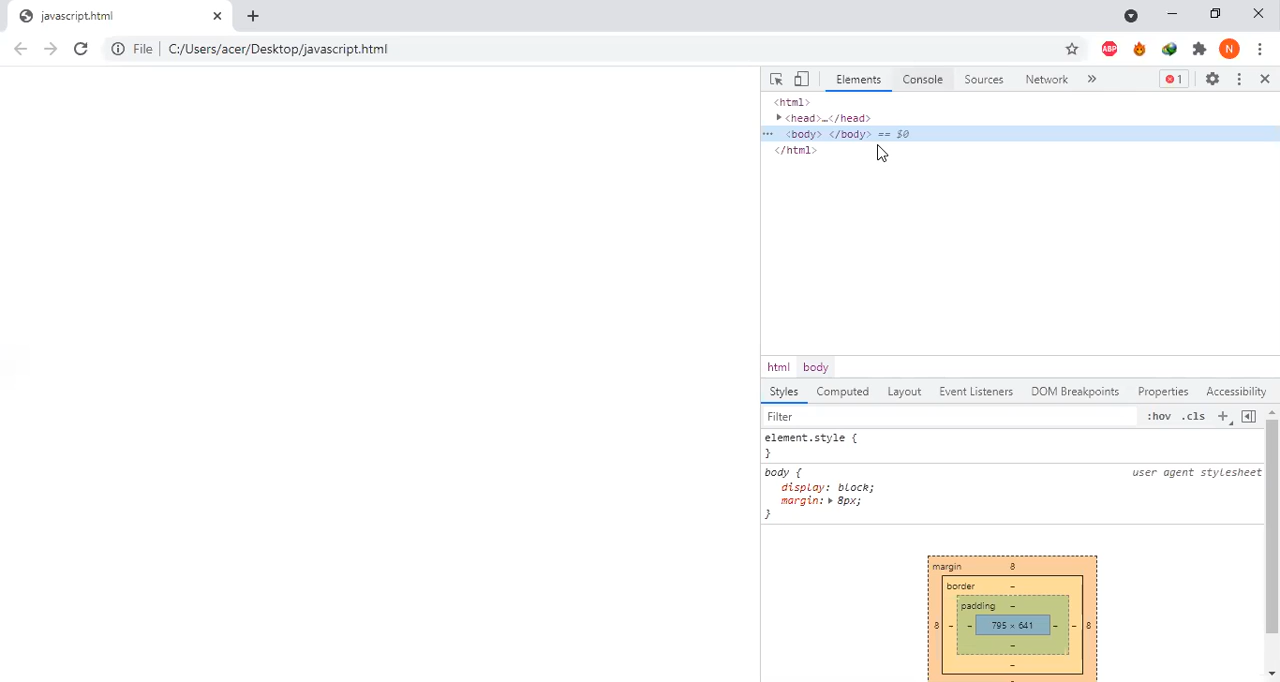 javascript.html
File C:/Users/acer/Desktop/javascript.html ABP N
Elements Console Sources Network » 1
<html>
<head>…</head>
<body> </body> == $0
</html>
html body
Styles Computed Layout Event Listeners DOM Breakpoints Properties Accessibility
Filter :hov .cls +
element.style {
}
body { user agent stylesheet
display: block;
margin: 8px;
}
margin 8
border –
padding –
8 – – 795 × 641 – – 8
–
–